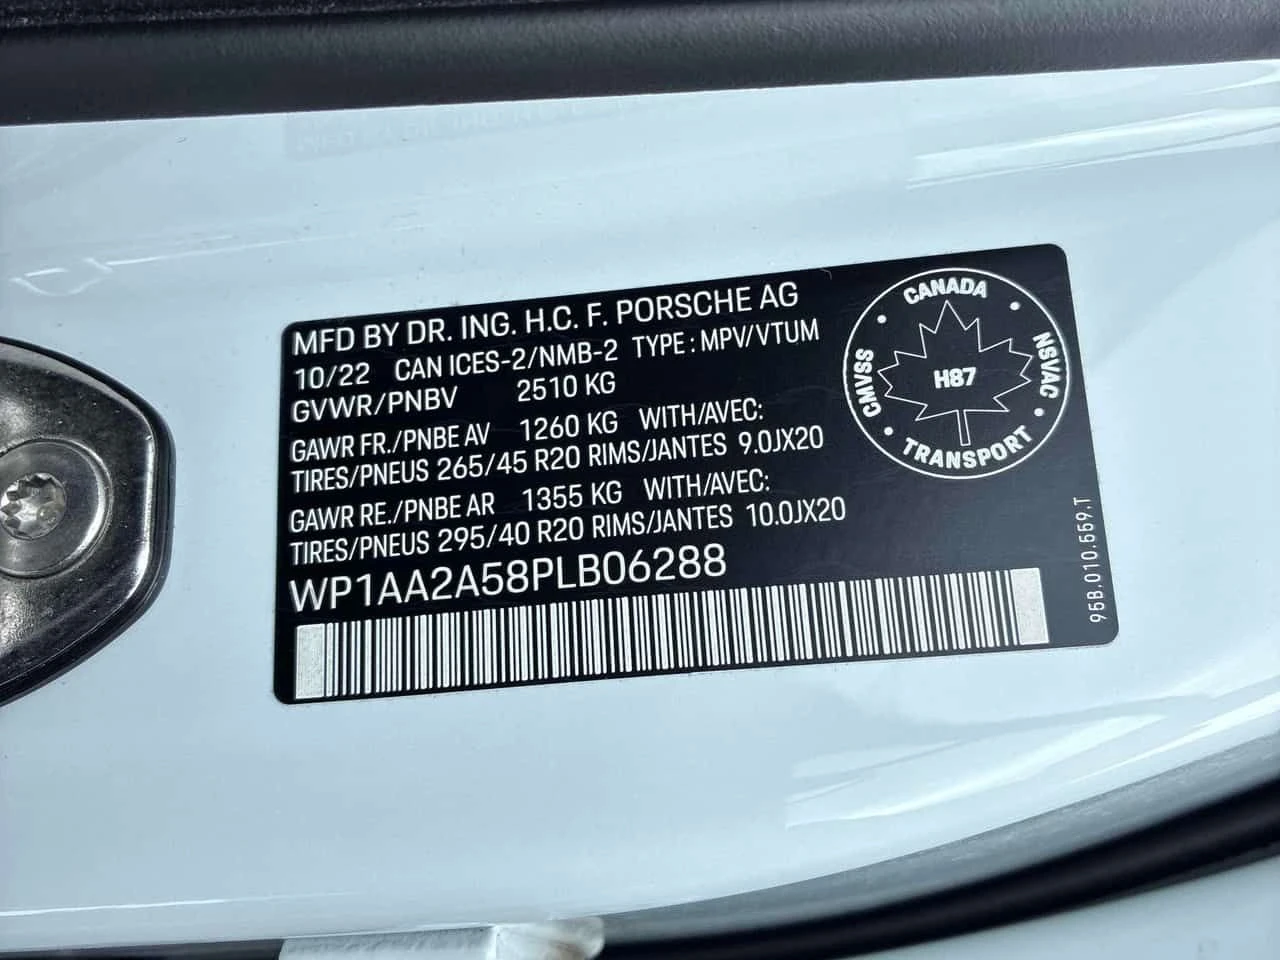 MFD BY DR. ING. H.C. F. PORSCHE AG
10/22 CAN ICES-2/NMB-2 TYPE : MPV/VTUM
GVWR/PNBV 2510 KG
GAWR FR./PNBE AV 1260 KG WITH/AVEC:
TIRES/PNEUS 265/45 R20 RIMS/JANTES 9.0JX20
GAWR RE./PNBE AR 1355 KG WITH/AVEC:
TIRES/PNEUS 295/40 R20 RIMS/JANTES 10.0JX20
WP1AA2A58PLB06288
CANADA
CMVSS
H87
NSVAC
TRANSPORT
95B.010.559.T